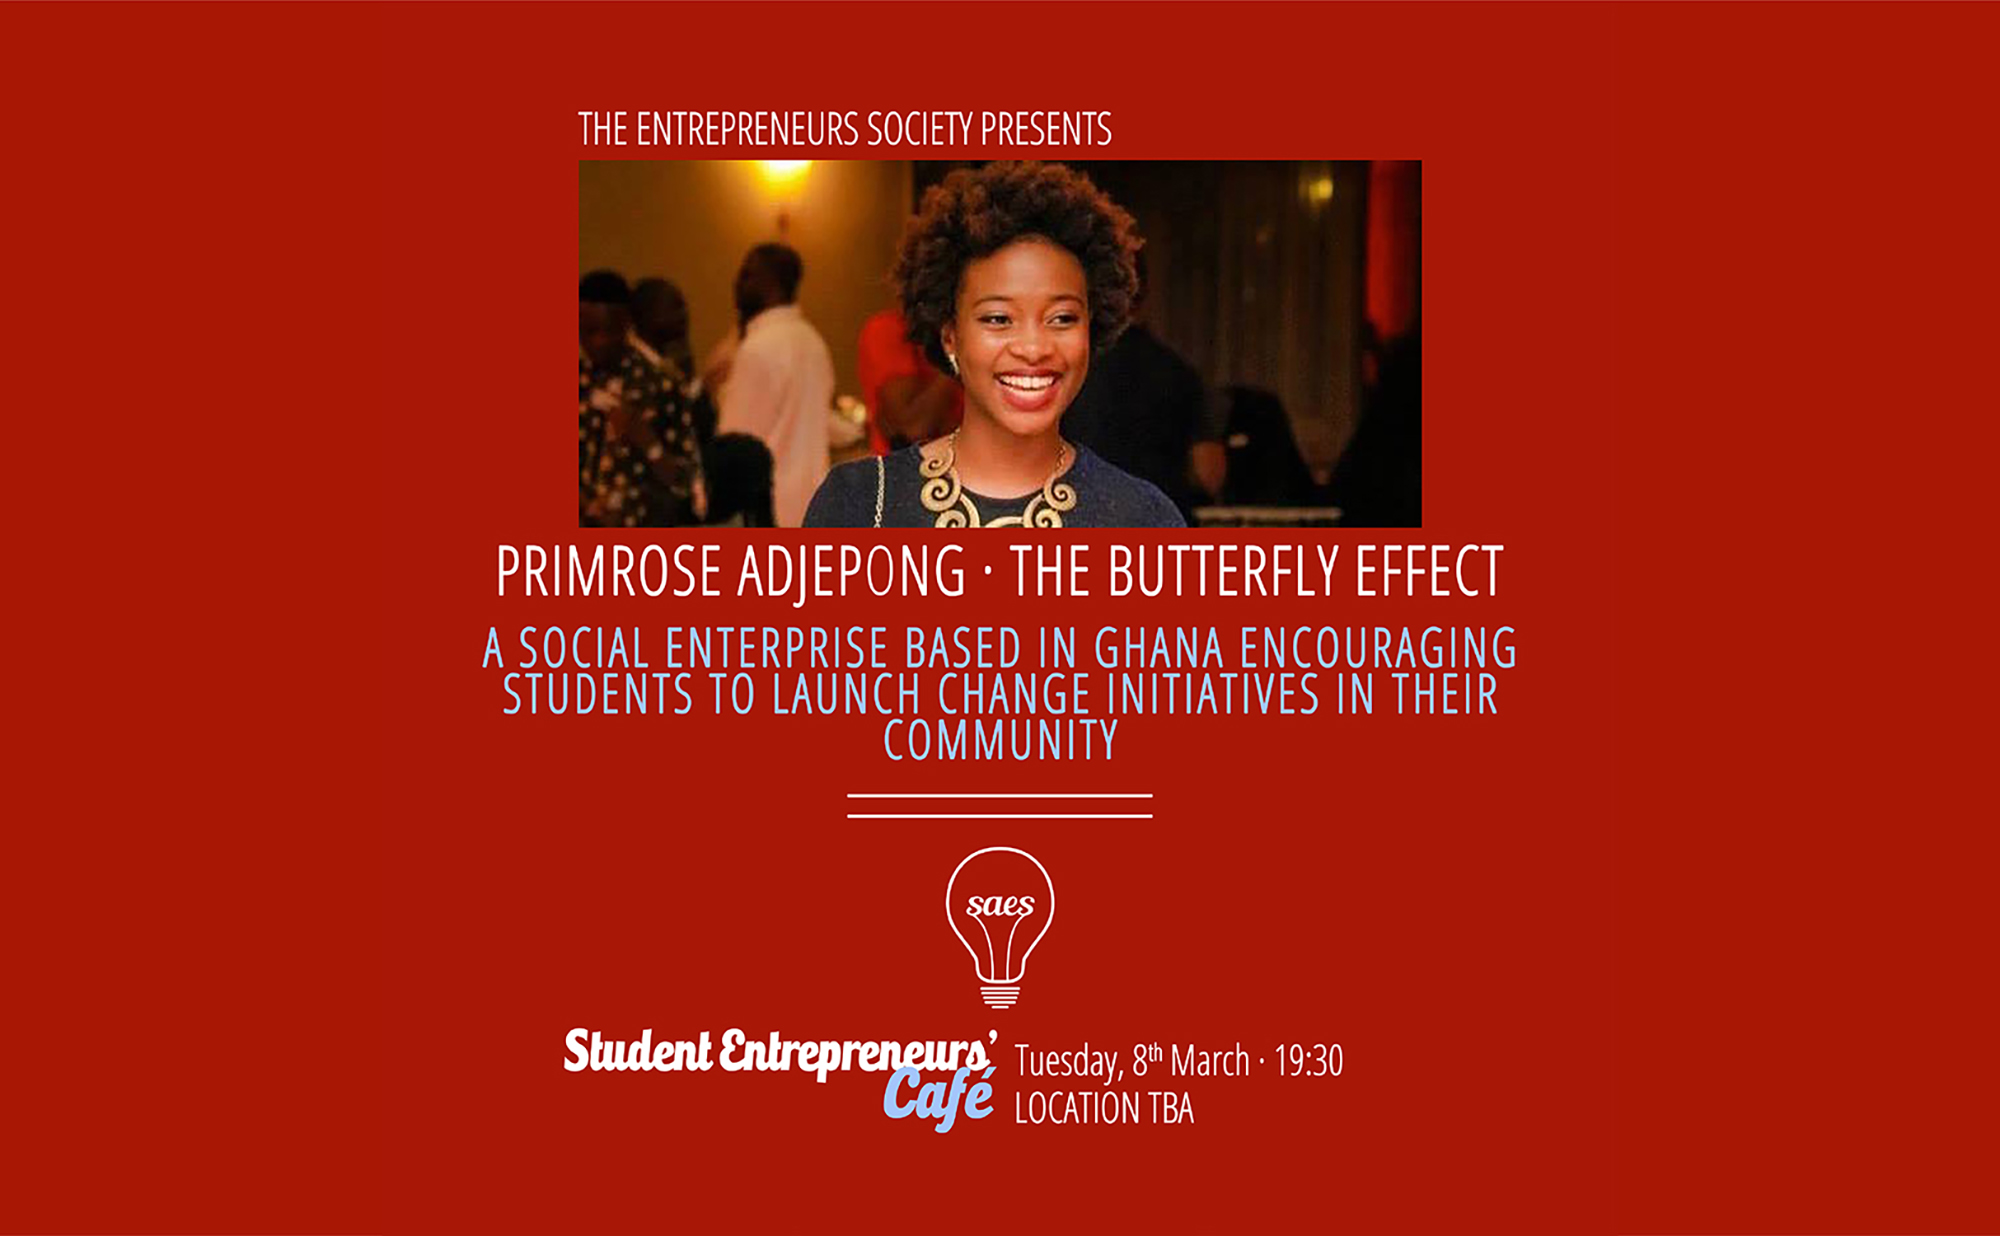 THE ENTREPRENEURS SOCIETY PRESENTS
PRIMROSE ADJEPONG · THE BUTTERFLY EFFECT
A SOCIAL ENTERPRISE BASED IN GHANA ENCOURAGING
STUDENTS TO LAUNCH CHANGE INITIATIVES IN THEIR
COMMUNITY
saes
Student Entrepreneurs'
Café
Tuesday, 8th March · 19:30
LOCATION TBA